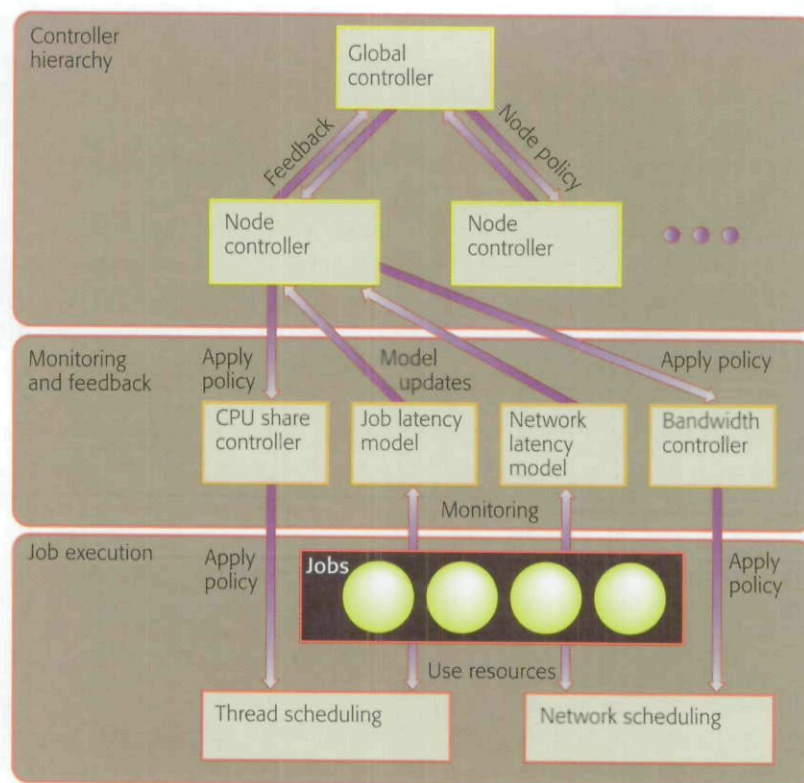 Controller
hierarchy
Global
controller
Feedback
Node policy
Node
controller
Node
controller
Monitoring
and feedback
Apply
policy
Model
updates
Apply policy
CPU share
controller
Job latency
model
Network
latency
model
Bandwidth
controller
Monitoring
Job execution
Apply
policy
Jobs
Apply
policy
Use resources
Thread scheduling
Network scheduling